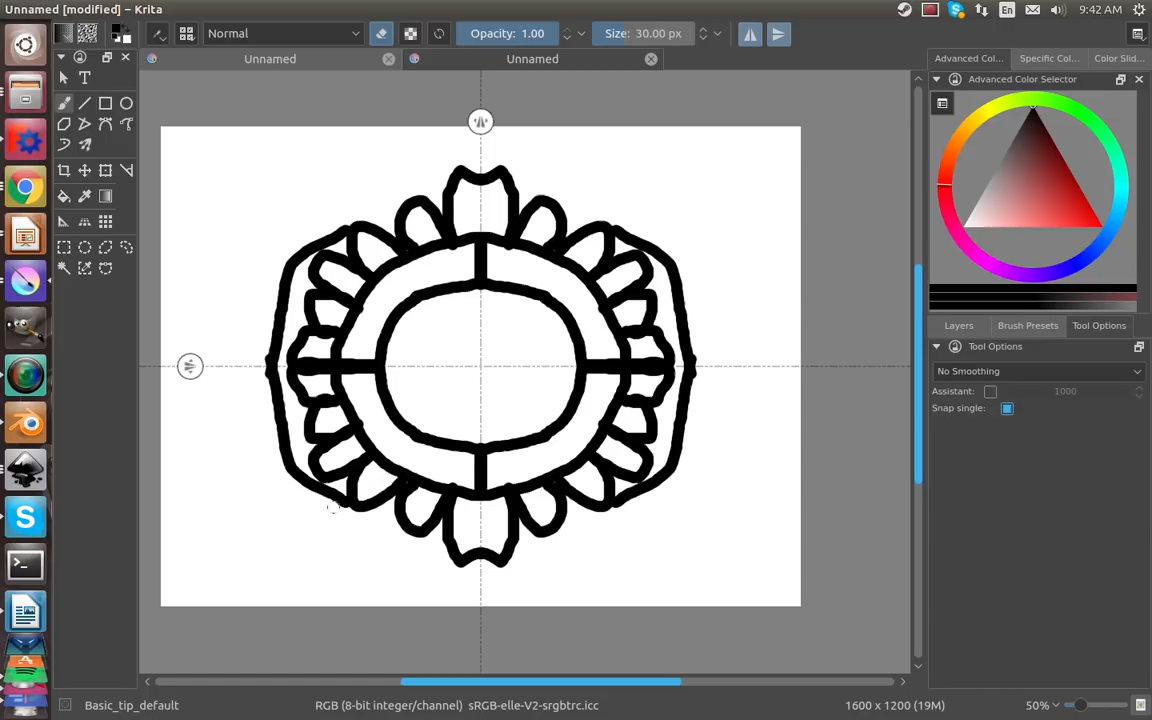 Unnamed [modified] - Krita
En
9:42 AM
Normal
Opacity: 1.00
Size: 30.00 px
Advanced Col...
Specific Col...
Color Slid...
Unnamed
Unnamed
Advanced Color Selector
Layers
Brush Presets
Tool Options
Tool Options
No Smoothing
Assistant:
1000
Snap single:
Basic_tip_default
RGB (8-bit integer/channel) sRGB-elle-V2-srgbtrc.icc
1600 x 1200 (19M)
50%